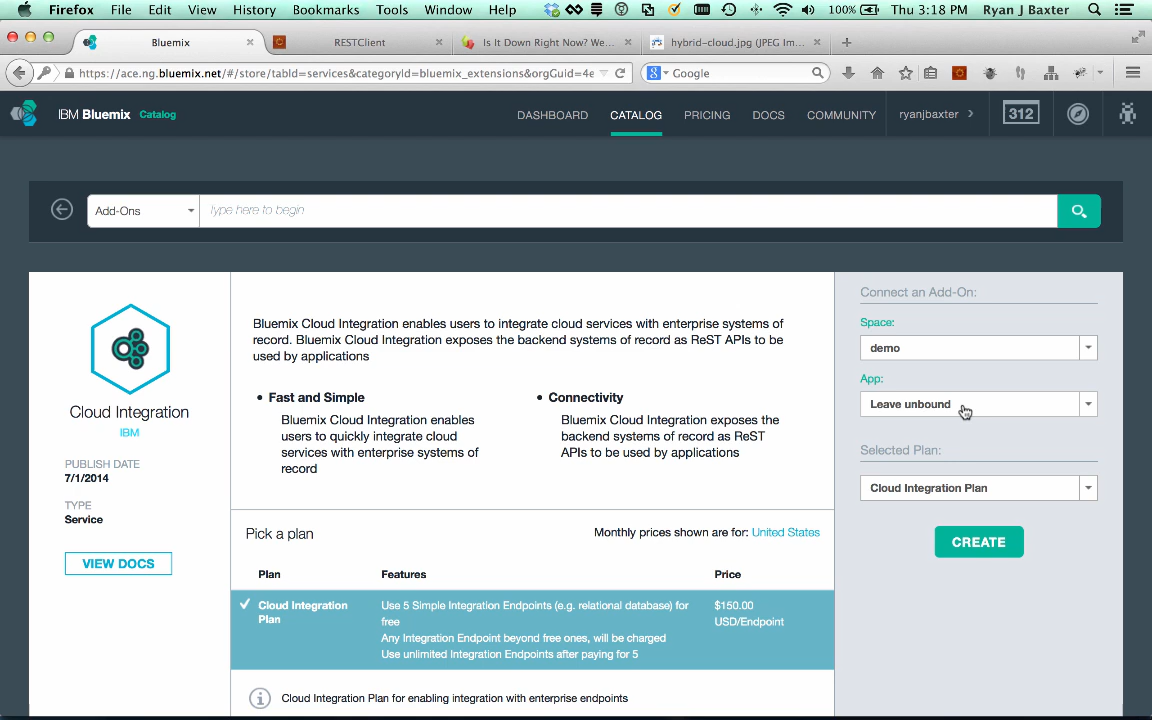 Firefox File Edit View History Bookmarks Tools Window Help 100% Thu 3:18 PM Ryan J Baxter
Bluemix RESTClient Is It Down Right Now? We... hybrid-cloud.jpg (JPEG Im...
https://ace.ng.bluemix.net/#/store/tabId=services&categoryId=bluemix_extensions&orgGuid=4e Google
IBM Bluemix Catalog DASHBOARD CATALOG PRICING DOCS COMMUNITY ryanjbaxter 312
Add-Ons Type here to begin
Cloud Integration
IBM
PUBLISH DATE
7/1/2014
TYPE
Service
VIEW DOCS
Bluemix Cloud Integration enables users to integrate cloud services with enterprise systems of
record. Bluemix Cloud Integration exposes the backend systems of record as ReST APIs to be
used by applications
• Fast and Simple
Bluemix Cloud Integration enables
users to quickly integrate cloud
services with enterprise systems of
record
• Connectivity
Bluemix Cloud Integration exposes the
backend systems of record as ReST
APIs to be used by applications
Pick a plan Monthly prices shown are for: United States
Plan Features Price
Cloud Integration
Plan
Use 5 Simple Integration Endpoints (e.g. relational database) for
free
Any Integration Endpoint beyond free ones, will be charged
Use unlimited Integration Endpoints after paying for 5
$150.00
USD/Endpoint
Cloud Integration Plan for enabling integration with enterprise endpoints
Connect an Add-On:
Space:
demo
App:
Leave unbound
Selected Plan:
Cloud Integration Plan
CREATE